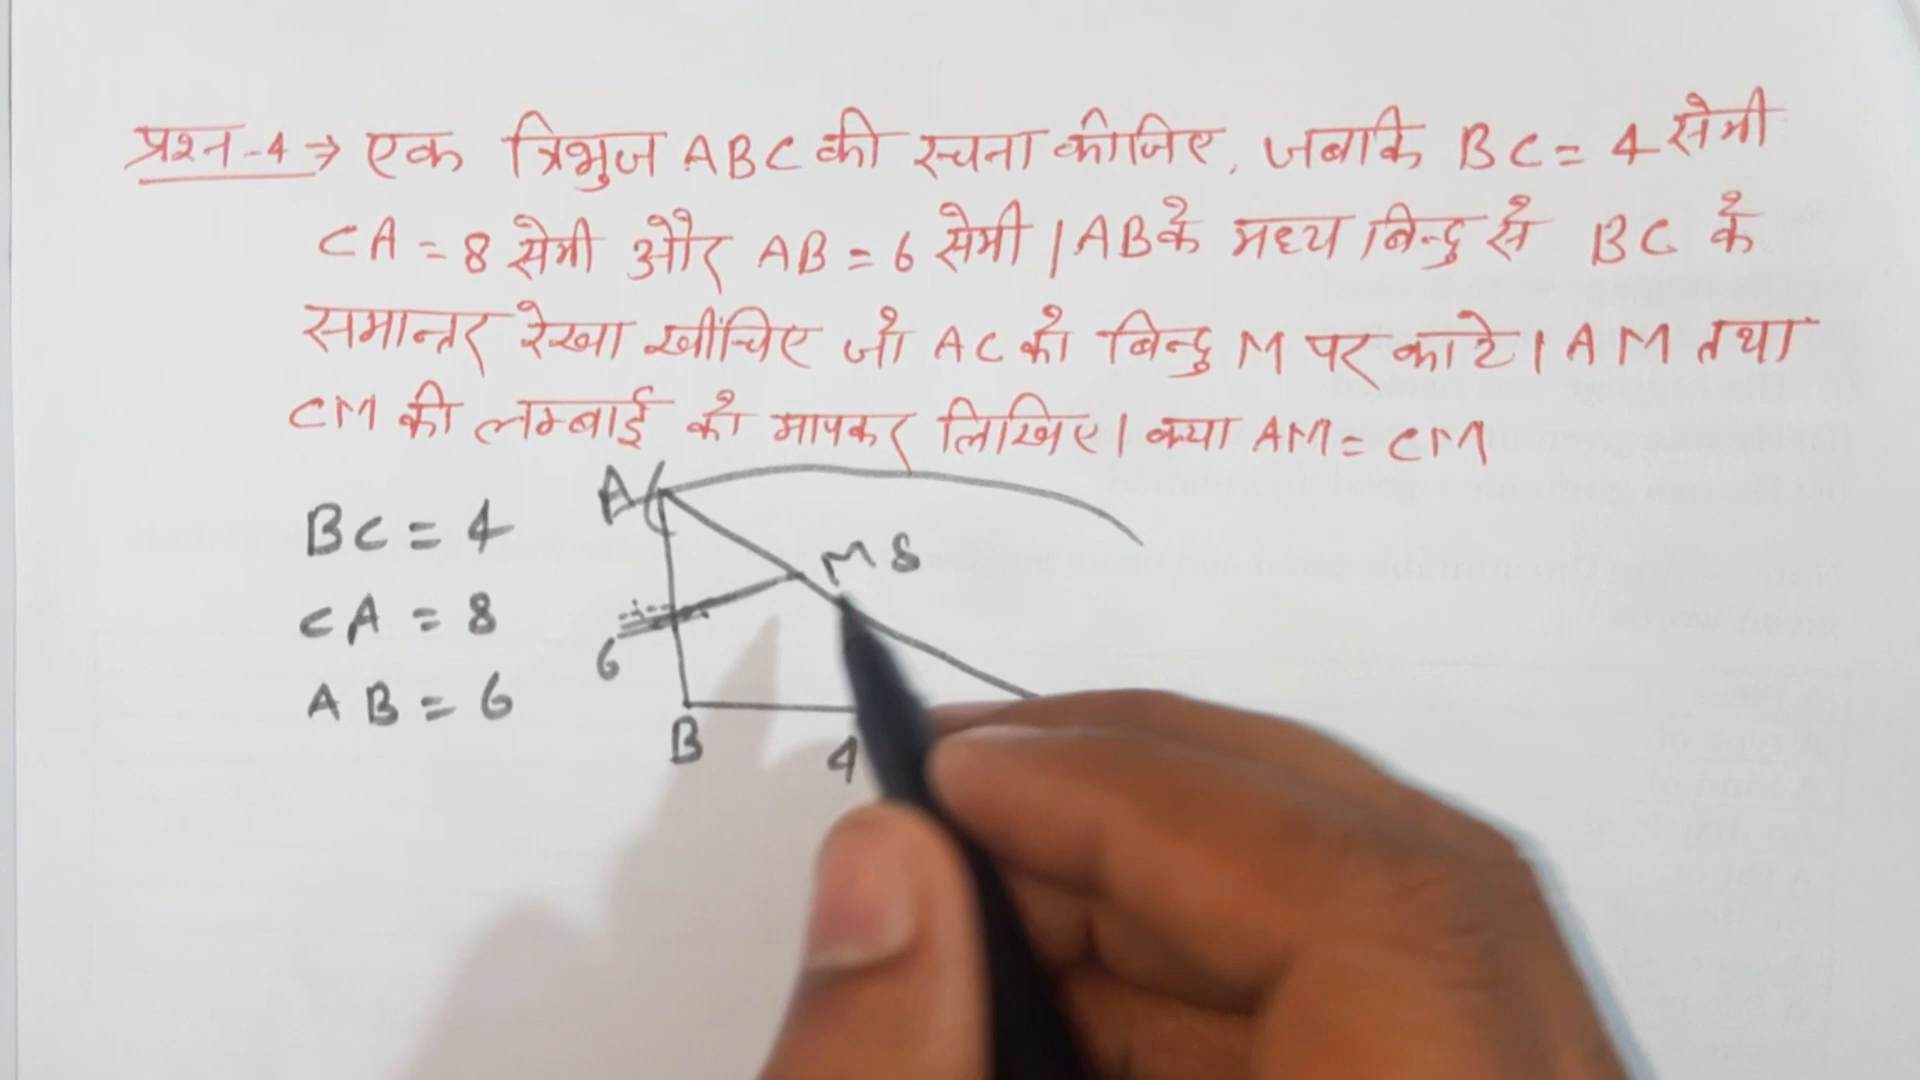 प्रश्न-4→ एक त्रिभुज ABC की रचना कीजिए, जबकि BC = 4 सेमी
CA = 8 सेमी और AB = 6 सेमी | AB के मध्य बिन्दु से BC के
समान्तर रेखा खींचिए जो AC को बिन्दु M पर काटे | AM तथा
CM की लम्बाई को मापकर लिखिए | क्या AM = CM
BC = 4
CA = 8
AB = 6
A
M 8
6
B
4